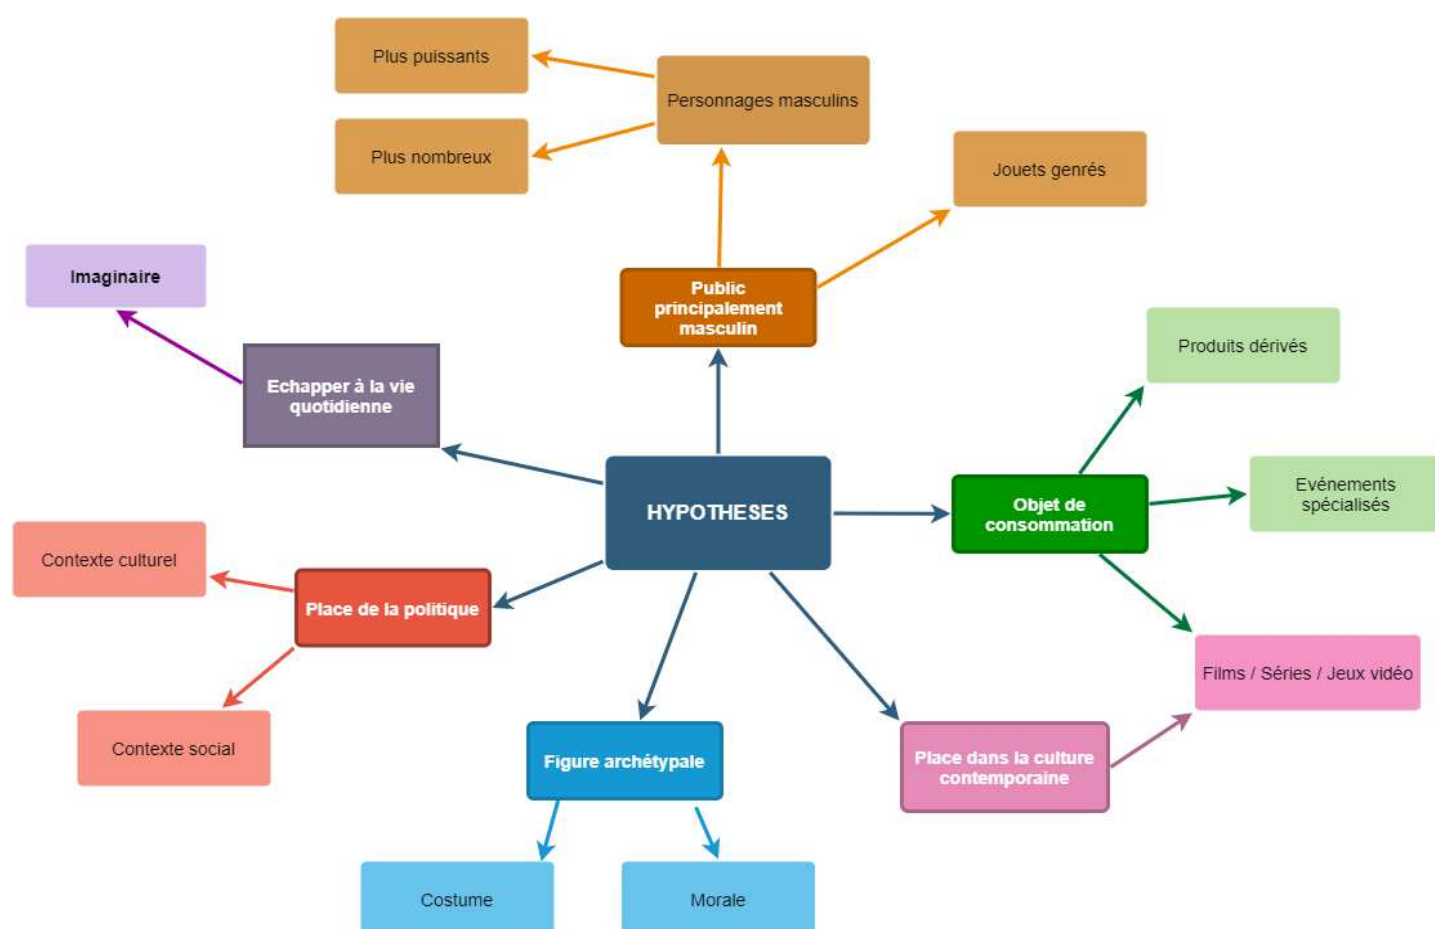 Plus puissants
Personnages masculins
Plus nombreux
Jouets genrés
Imaginaire
Public
principalement
masculin
Produits dérivés
Echapper à la vie
quotidienne
HYPOTHESES
Objet de
consommation
Evénements
spécialisés
Contexte culturel
Place de la politique
Films / Séries / Jeux vidéo
Contexte social
Figure archétypale
Place dans la culture
contemporaine
Costume
Morale